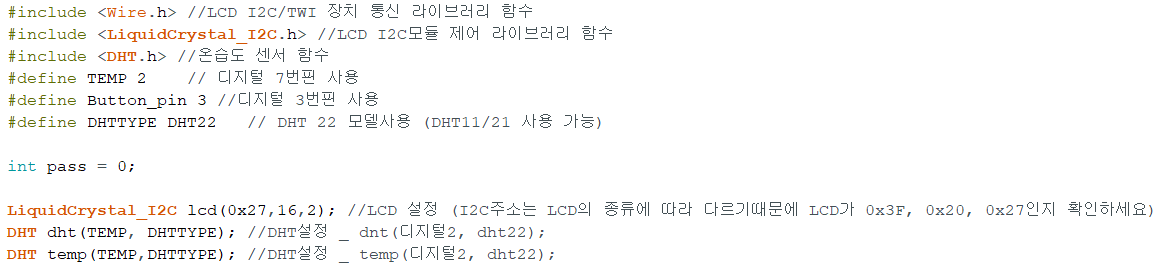 #include <Wire.h> //LCD I2C/TWI 장치 통신 라이브러리 함수
#include <LiquidCrystal_I2C.h> //LCD I2C모듈 제어 라이브러리 함수
#include <DHT.h> //온습도 센서 함수
#define TEMP 2    // 디지털 7번핀 사용
#define Button_pin 3 //디지털 3번핀 사용
#define DHTTYPE DHT22   // DHT 22 모델사용 (DHT11/21 사용 가능)
int pass = 0;
LiquidCrystal_I2C lcd(0x27,16,2); //LCD 설정 (I2C주소는 LCD의 종류에 따라 다르기때문에 LCD가 0x3F, 0x20, 0x27인지 확인하세요)
DHT dht(TEMP, DHTTYPE); //DHT설정 _ dnt(디지털2, dht22);
DHT temp(TEMP,DHTTYPE); //DHT설정 _ temp(디지털2, dht22);